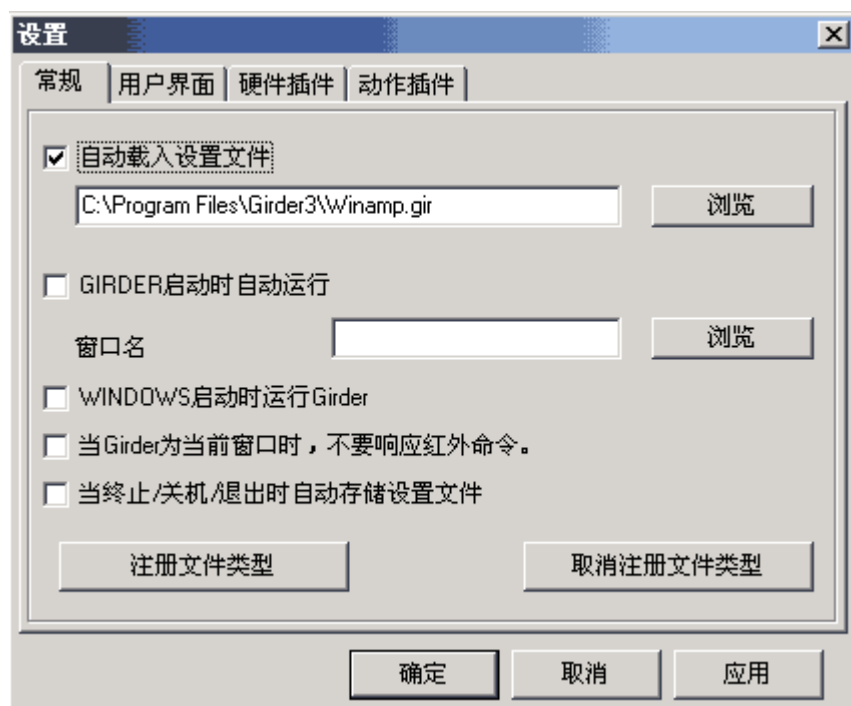 设置
常规 用户界面 硬件插件 动作插件
自动载入设置文件
C:\Program Files\Girder3\Winamp.gir 浏览
GIRDER启动时自动运行
窗口名 浏览
WINDOWS启动时运行Girder
当Girder为当前窗口时，不要响应红外命令。
当终止/关机/退出时自动存储设置文件
注册文件类型 取消注册文件类型
确定 取消 应用